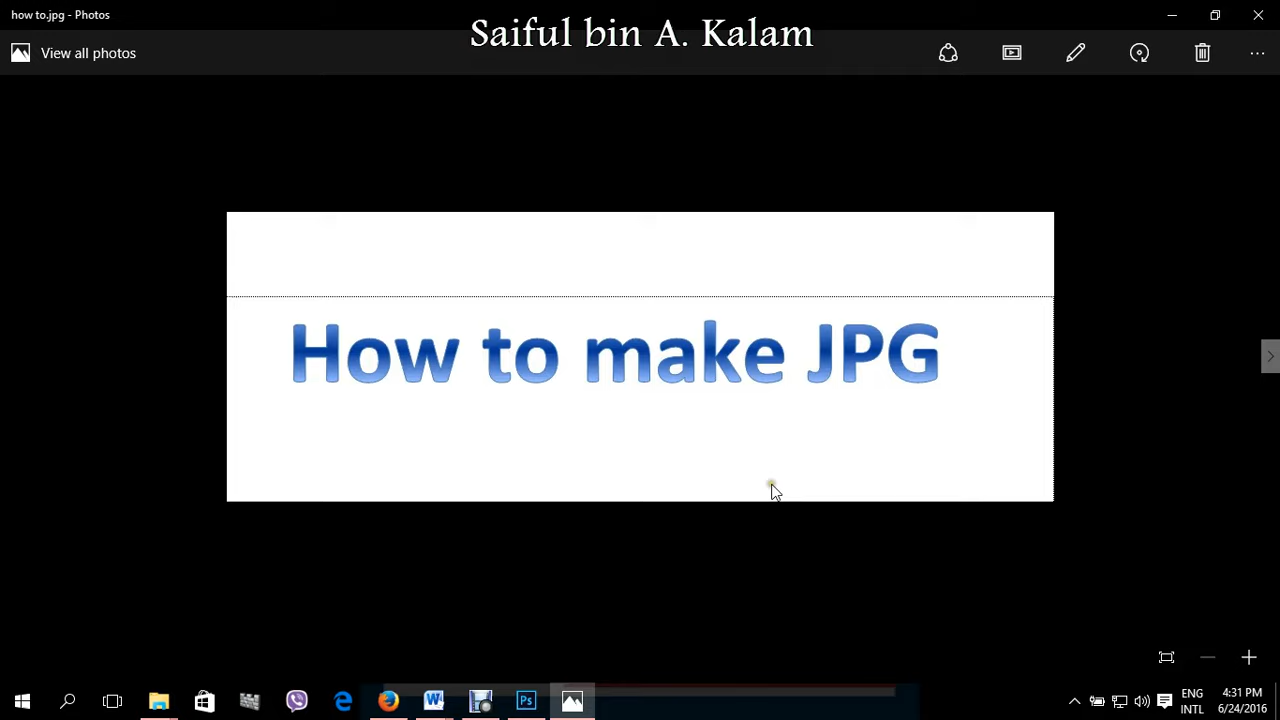 how to.jpg - Photos
Saiful bin A. Kalam
View all photos
How to make JPG
W
Ps
ENG
INTL
4:31 PM
6/24/2016